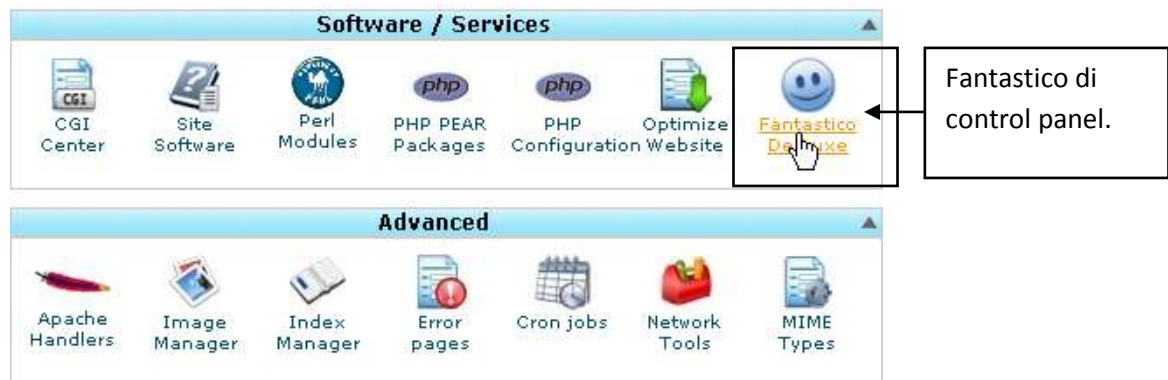 Software / Services
CGI
CGI
Center
Site
Software
Perl
Modules
php
PHP PEAR
Packages
php
PHP
Configuration
Optimize
Website
Fantastico
De uxe
Fantastico di
control panel.
Advanced
Apache
Handlers
Image
Manager
Index
Manager
Error
pages
Cron jobs
Network
Tools
MIME
Types